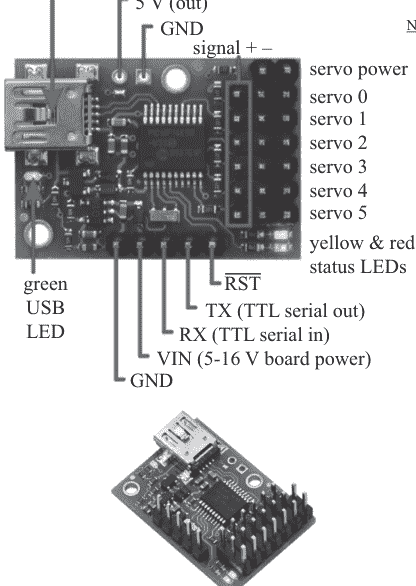 5 V (out)
GND
signal + –
servo power
servo 0
servo 1
servo 2
servo 3
servo 4
servo 5
yellow & red
status LEDs
green
USB
LED
RST
TX (TTL serial out)
RX (TTL serial in)
VIN (5-16 V board power)
GND
N